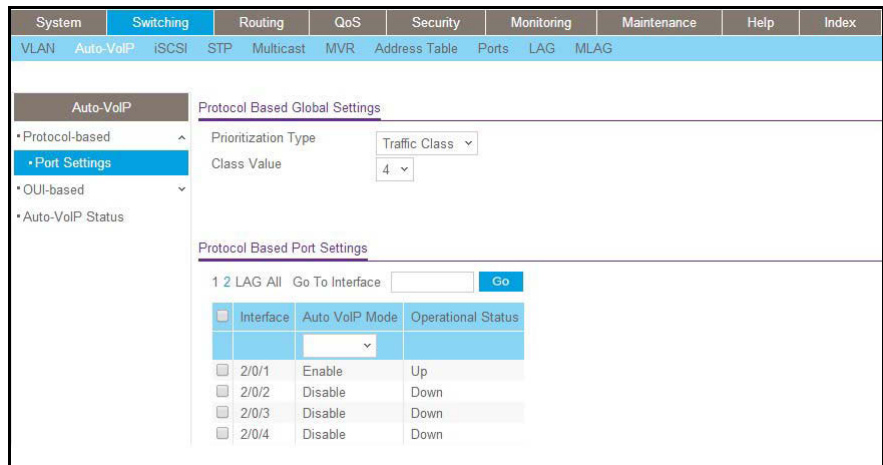 System Switching Routing QoS Security Monitoring Maintenance Help Index
VLAN Auto-VoIP iSCSI STP Multicast MVR Address Table Ports LAG MLAG
Auto-VoIP
Protocol-based
Port Settings
OUI-based
Auto-VoIP Status
Protocol Based Global Settings
Prioritization Type Traffic Class
Class Value 4
Protocol Based Port Settings
1 2 LAG All Go To Interface Go
Interface Auto VoIP Mode Operational Status
2/0/1 Enable Up
2/0/2 Disable Down
2/0/3 Disable Down
2/0/4 Disable Down